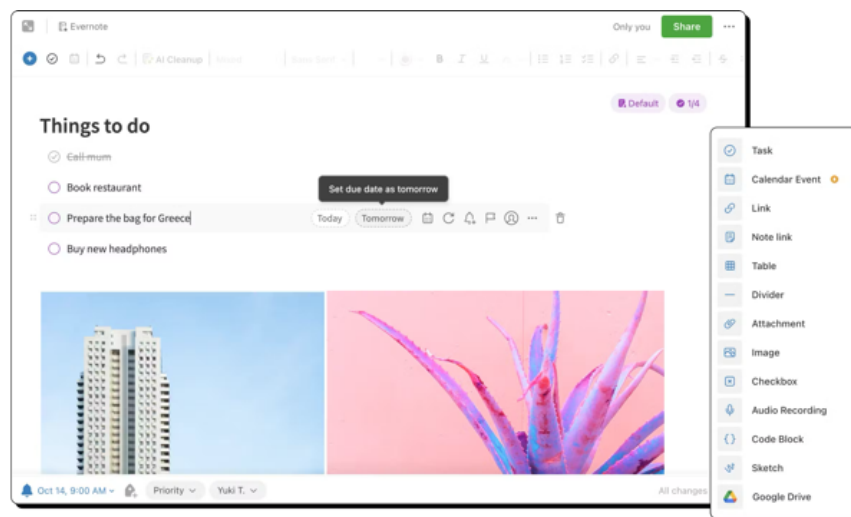 Evernote
Only you
Share
AI Cleanup
B I U
Default
1/4
Things to do
Call mum
Book restaurant
Set due date as tomorrow
Prepare the bag for Greece
Today
Tomorrow
Buy new headphones
Task
Calendar Event
Link
Note link
Table
Divider
Attachment
Image
Checkbox
Audio Recording
Code Block
Sketch
Google Drive
Oct 14, 9:00 AM
Priority
Yuki T.
All changes